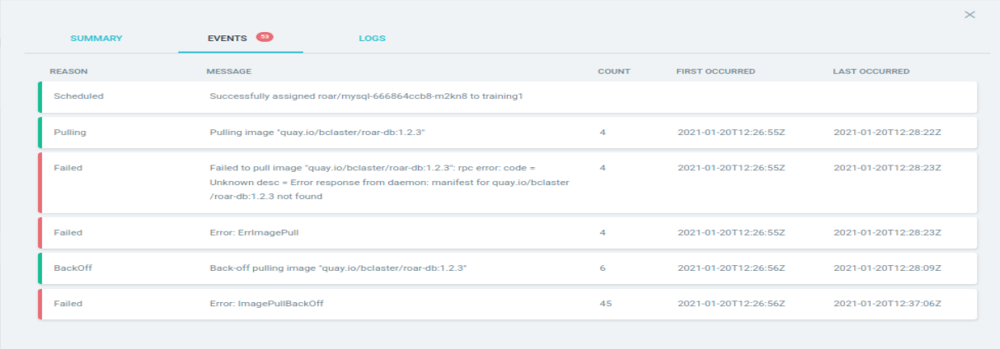 ×
SUMMARY EVENTS 53 LOGS
REASON MESSAGE COUNT FIRST OCCURRED LAST OCCURRED
Scheduled Successfully assigned roar/mysql-666864ccb8-m2kn8 to training1
Pulling Pulling image "quay.io/bclaster/roar-db:1.2.3" 4 2021-01-20T12:26:55Z 2021-01-20T12:28:22Z
Failed Failed to pull image "quay.io/bclaster/roar-db:1.2.3": rpc error: code = 4 2021-01-20T12:26:55Z 2021-01-20T12:28:23Z
Unknown desc = Error response from daemon: manifest for quay.io/bclaster
/roar-db:1.2.3 not found
Failed Error: ErrImagePull 4 2021-01-20T12:26:55Z 2021-01-20T12:28:23Z
BackOff Back-off pulling image "quay.io/bclaster/roar-db:1.2.3" 6 2021-01-20T12:26:56Z 2021-01-20T12:28:09Z
Failed Error: ImagePullBackOff 45 2021-01-20T12:26:56Z 2021-01-20T12:37:06Z